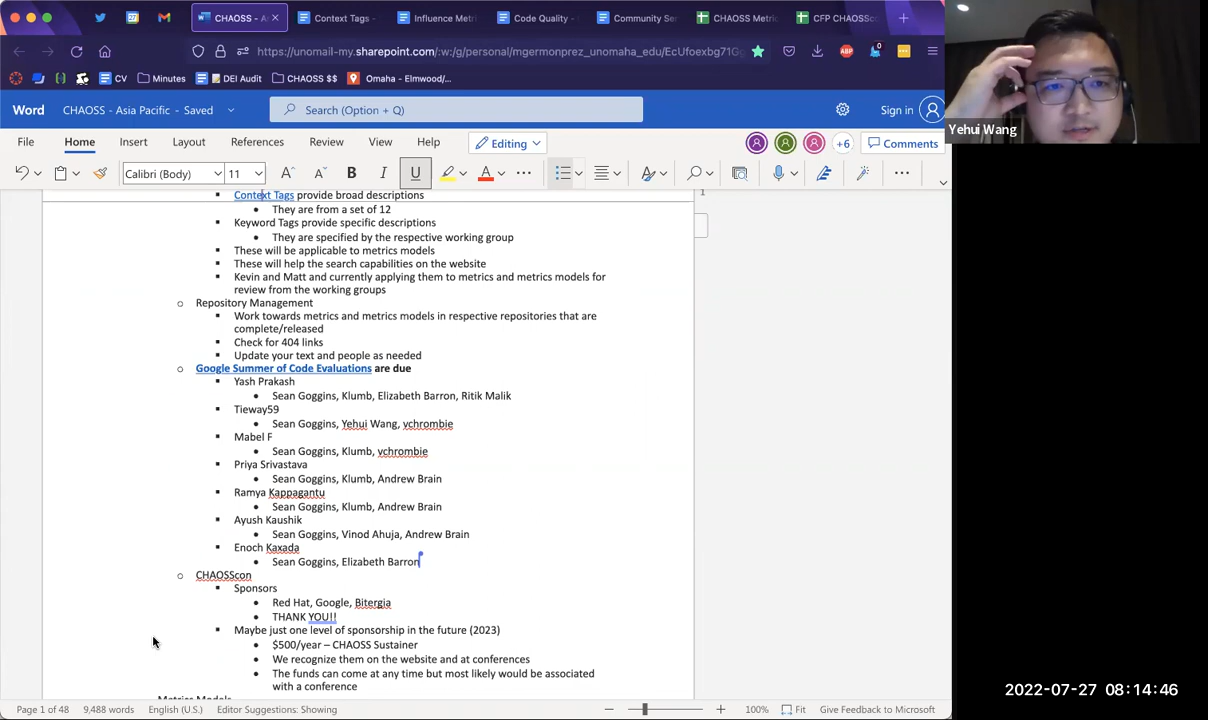 CHAOSS - A
Context Tags -
Influence Metri
Code Quality -
Community Ser
CHAOSS Metric
CFP CHAOSSc
https://unomail-my.sharepoint.com/:w:/g/personal/mgermonprez_unomaha_edu/EcUfoexbg71G
CV
Minutes
DEI Audit
CHAOSS $$
Omaha - Elmwood/...
Yehui Wang
Word
CHAOSS - Asia Pacific - Saved
Search (Option + Q)
Sign in
File
Home
Insert
Layout
References
Review
View
Help
Editing
+6
Comments
Calibri (Body)
11
Context Tags provide broad descriptions
They are from a set of 12
Keyword Tags provide specific descriptions
They are specified by the respective working group
These will be applicable to metrics models
These will help the search capabilities on the website
Kevin and Matt and currently applying them to metrics and metrics models for
review from the working groups
Repository Management
Work towards metrics and metrics models in respective repositories that are
complete/released
Check for 404 links
Update your text and people as needed
Google Summer of Code Evaluations are due
Yash Prakash
Sean Goggins, Klumb, Elizabeth Barron, Ritik Malik
Tieway59
Sean Goggins, Yehui Wang, vchrombie
Mabel F
Sean Goggins, Klumb, vchrombie
Priya Srivastava
Sean Goggins, Klumb, Andrew Brain
Ramya Kappagantu
Sean Goggins, Klumb, Andrew Brain
Ayush Kaushik
Sean Goggins, Vinod Ahuja, Andrew Brain
Enoch Kaxada
Sean Goggins, Elizabeth Barron
CHAOSScon
Sponsors
Red Hat, Google, Bitergia
THANK YOU!!
Maybe just one level of sponsorship in the future (2023)
$500/year – CHAOSS Sustainer
We recognize them on the website and at conferences
The funds can come at any time but most likely would be associated
with a conference
Metrics Models
Page 1 of 48
9,488 words
English (U.S.)
Editor Suggestions: Showing
100%
Fit
Give Feedback to Microsoft
2022-07-27 08:14:46